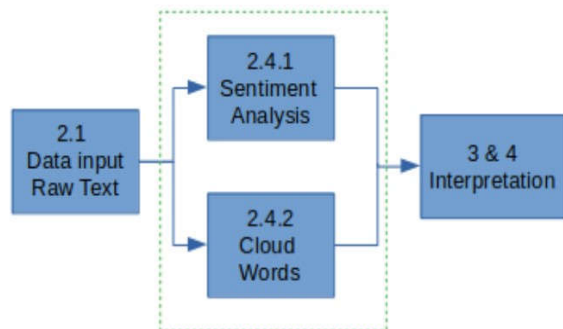 2.1
Data input
Raw Text
2.4.1
Sentiment
Analysis
2.4.2
Cloud
Words
3 & 4
Interpretation